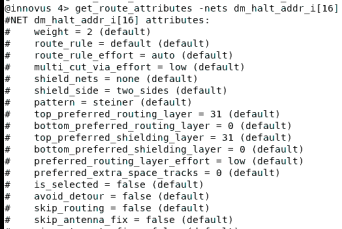 @innovus 4> get_route_attributes -nets dm_halt_addr_i[16]
#NET dm_halt_addr_i[16] attributes:
#    weight = 2 (default)
#    route_rule = default (default)
#    route_rule_effort = auto (default)
#    multi_cut_via_effort = low (default)
#    shield_nets = none (default)
#    shield_side = two_sides (default)
#    pattern = steiner (default)
#    top_preferred_routing_layer = 31 (default)
#    bottom_preferred_routing_layer = 0 (default)
#    top_preferred_shielding_layer = 31 (default)
#    bottom_preferred_shielding_layer = 0 (default)
#    preferred_routing_layer_effort = low (default)
#    preferred_extra_space_tracks = 0 (default)
#    is_selected = false (default)
#    avoid_detour = false (default)
#    skip_routing = false (default)
#    skip_antenna_fix = false (default)